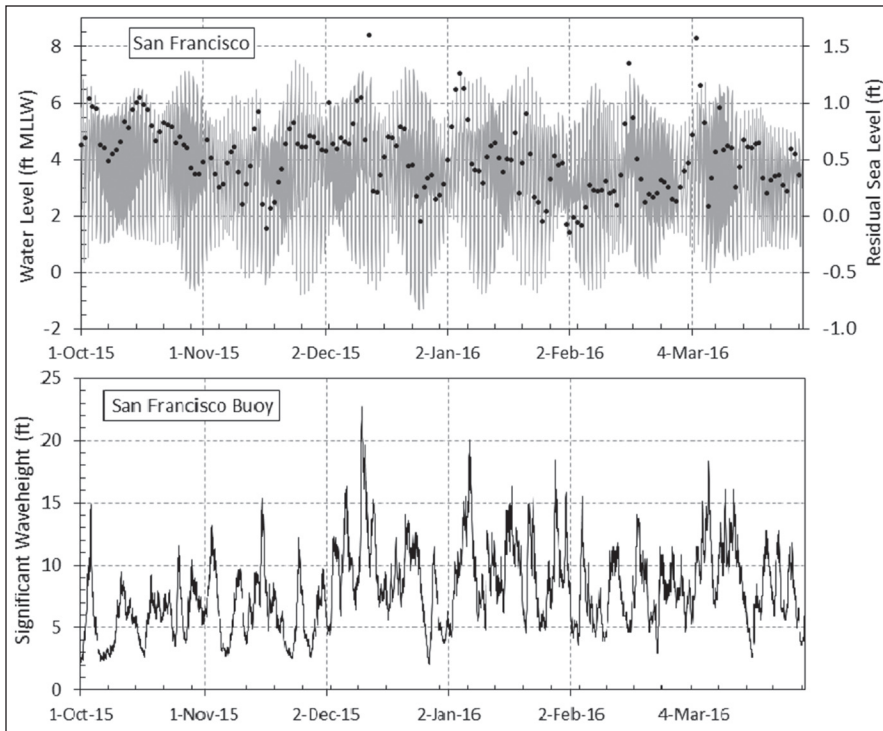 San Francisco
Water Level (ft MLLW)
8
6
4
2
0
-2
Residual Sea Level (ft)
1.5
1.0
0.5
0.0
-0.5
-1.0
1-Oct-15 1-Nov-15 2-Dec-15 2-Jan-16 2-Feb-16 4-Mar-16
San Francisco Buoy
Significant Waveheight (ft)
25
20
15
10
5
0
1-Oct-15 1-Nov-15 2-Dec-15 2-Jan-16 2-Feb-16 4-Mar-16